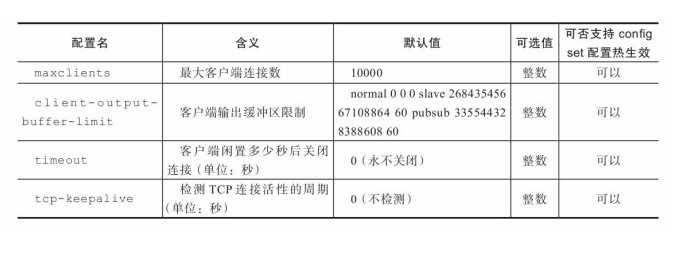 配置名 含义 默认值 可选值 可否支持 config
set 配置热生效
maxclients 最大客户端连接数 10000 整数 可以
client-output-
buffer-limit 客户端输出缓冲区限制 normal 0 0 0 slave 268435456
67108864 60 pubsub 33554432
8388608 60 整数 可以
timeout 客户端闲置多少秒后关闭
连接(单位:秒) 0(永不关闭) 整数 可以
tcp-keepalive 检测 TCP 连接活性的周期
(单位:秒) 0(不检测) 整数 可以